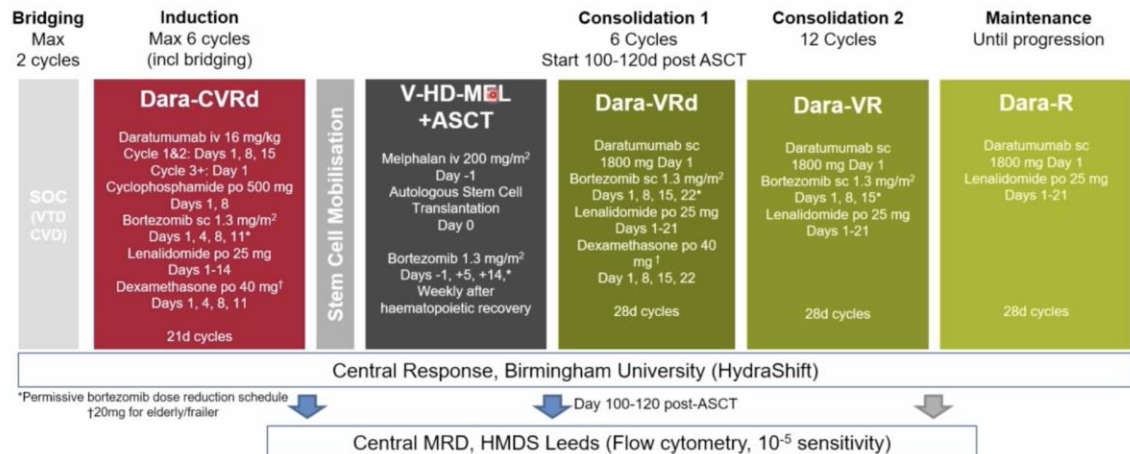 Bridging
Max
2 cycles
Induction
Max 6 cycles
(incl bridging)
Consolidation 1
6 Cycles
Start 100-120d post ASCT
Consolidation 2
12 Cycles
Maintenance
Until progression
SOC
(VTD
CVD)
Dara-CVRd
Daratumumab iv 16 mg/kg
Cycle 1&2: Days 1, 8, 15
Cycle 3+: Day 1
Cyclophosphamide po 500 mg
Days 1, 8
Bortezomib sc 1.3 mg/m²
Days 1, 4, 8, 11*
Lenalidomide po 25 mg
Days 1-14
Dexamethasone po 40 mg†
Days 1, 4, 8, 11
21d cycles
Stem Cell Mobilisation
V-HD-MEL
+ASCT
Melphalan iv 200 mg/m²
Day -1
Autologous Stem Cell
Translantation
Day 0
Bortezomib 1.3 mg/m²
Days -1, +5, +14,*
Weekly after
haematopoietic recovery
Dara-VRd
Daratumumab sc
1800 mg Day 1
Bortezomib sc 1.3 mg/m²
Days 1, 8, 15, 22*
Lenalidomide po 25 mg
Days 1-21
Dexamethasone po 40
mg †
Day 1, 8, 15, 22
28d cycles
Dara-VR
Daratumumab sc
1800 mg Day 1
Bortezomib sc 1.3 mg/m²
Days 1, 8, 15*
Lenalidomide po 25 mg
Days 1-21
28d cycles
Dara-R
Daratumumab sc
1800 mg Day 1
Lenalidomide po 25 mg
Days 1-21
28d cycles
Central Response, Birmingham University (HydraShift)
*Permissive bortezomib dose reduction schedule
†20mg for elderly/frailer
Day 100-120 post-ASCT
Central MRD, HMDS Leeds (Flow cytometry, 10⁻⁵ sensitivity)